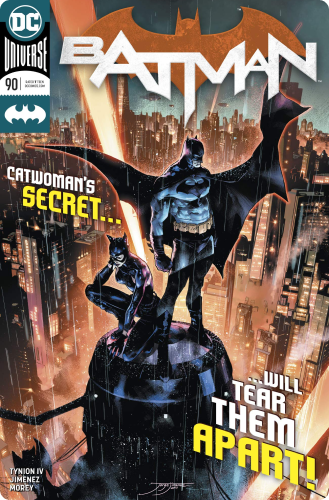 DC
UNIVERSE
BATMAN
90
CATWOMAN'S
SECRET...
...WILL
TEAR
THEM
APART!
TYNION IV
JIMENEZ
MOREY